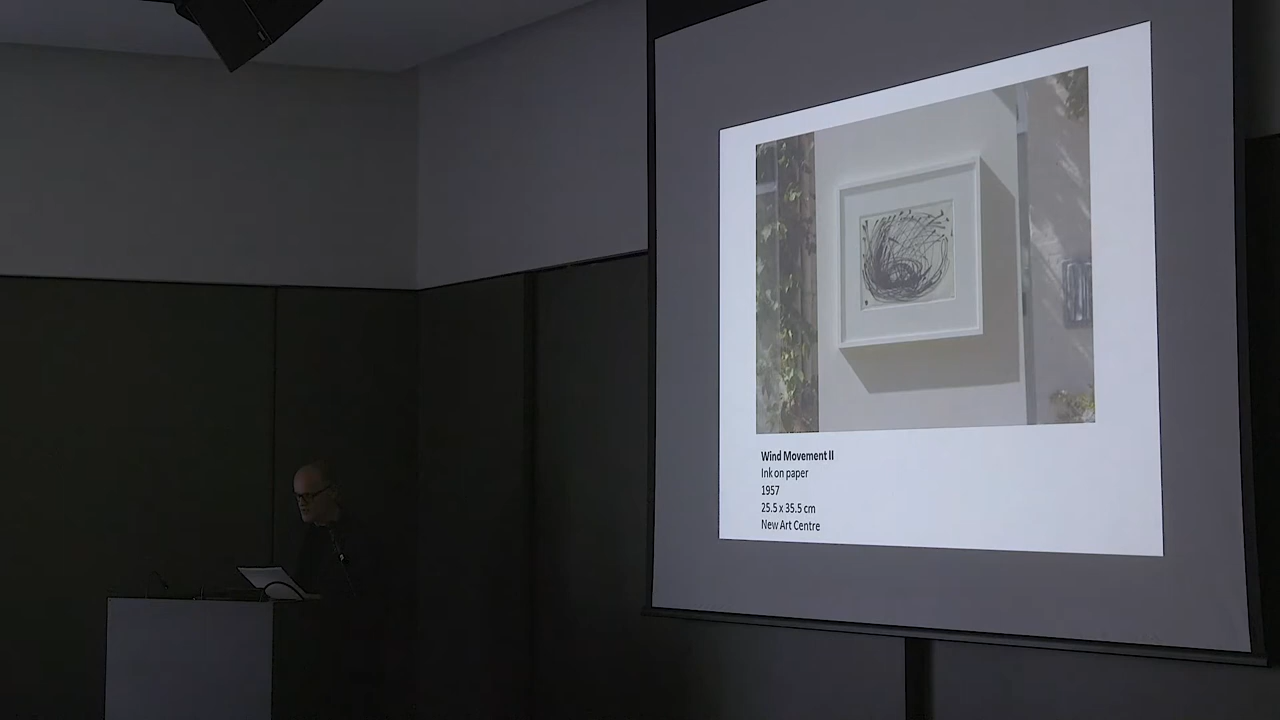 Wind Movement II
Ink on paper
1957
25.5 x 35.5 cm
New Art Centre